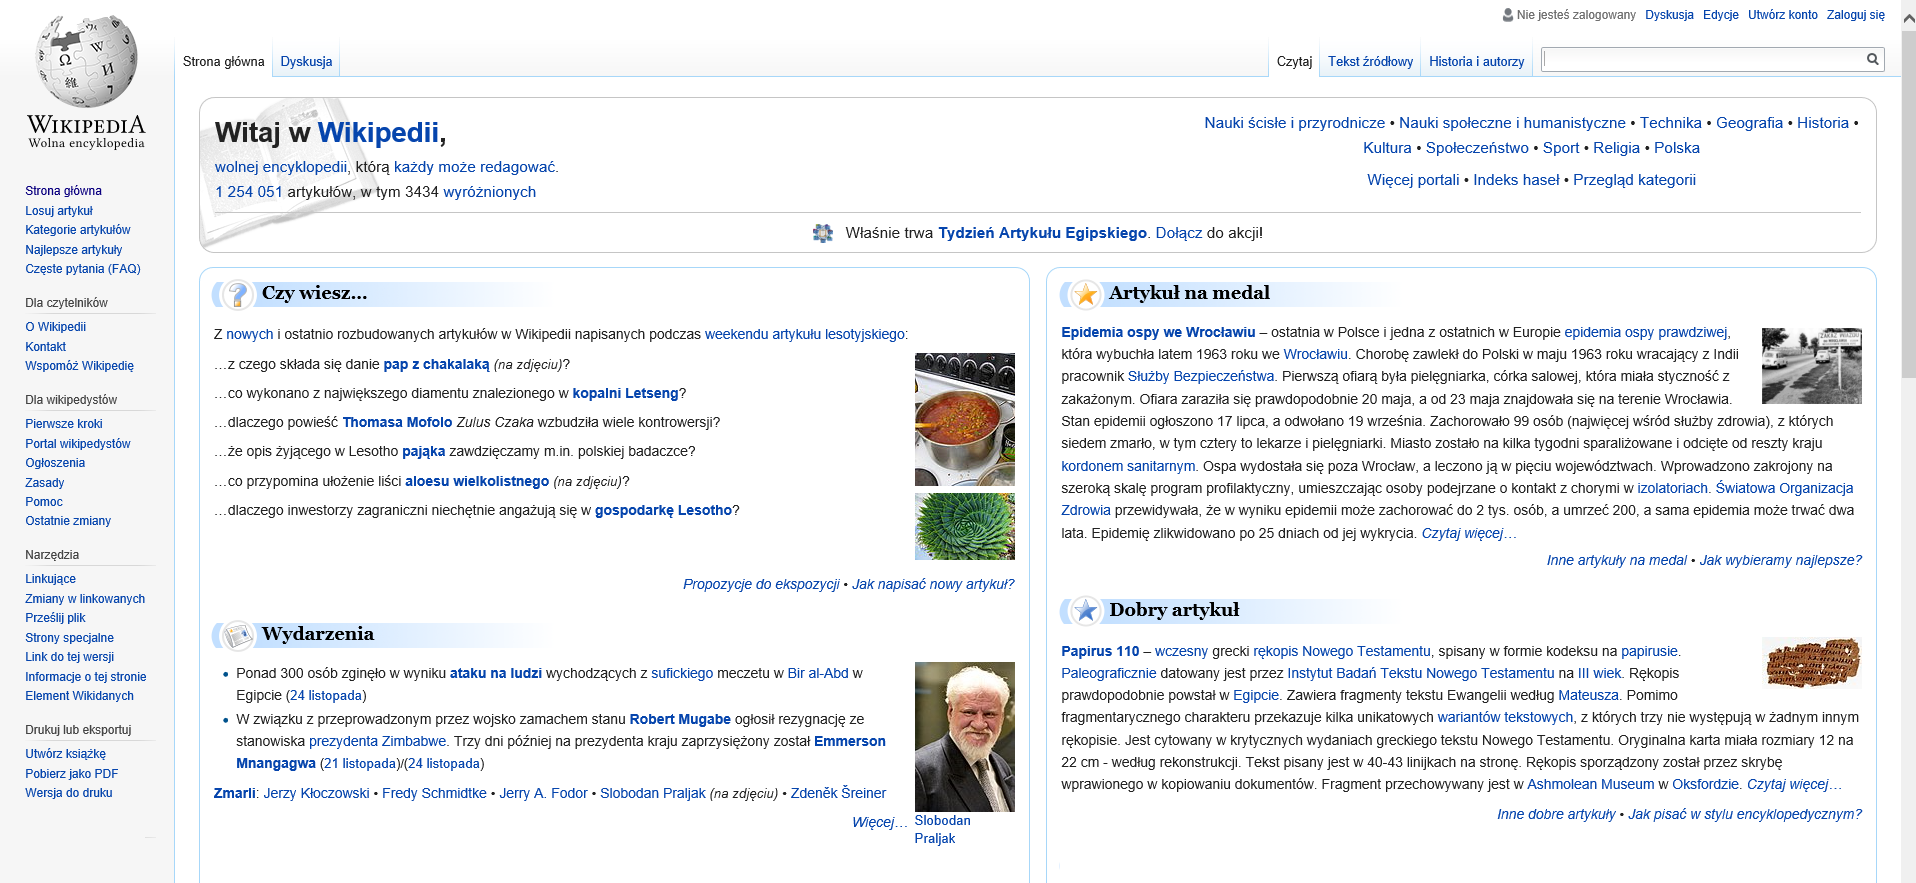 Nie jesteś zalogowany Dyskusja Edycje Utwórz konto Zaloguj się
WIKIPEDIA
Wolna encyklopedia
Strona główna Dyskusja
Czytaj Tekst źródłowy Historia i autorzy
Strona główna
Losuj artykuł
Kategorie artykułów
Najlepsze artykuły
Częste pytania (FAQ)
Dla czytelników
O Wikipedii
Kontakt
Wspomóż Wikipedię
Dla wikipedystów
Pierwsze kroki
Portal wikipedystów
Ogłoszenia
Zasady
Pomoc
Ostatnie zmiany
Narzędzia
Linkujące
Zmiany w linkowanych
Prześlij plik
Strony specjalne
Link do tej wersji
Informacje o tej stronie
Element Wikidanych
Drukuj lub eksportuj
Utwórz książkę
Pobierz jako PDF
Wersja do druku
Witaj w Wikipedii,
wolnej encyklopedii, którą każdy może redagować.
1 254 051 artykułów, w tym 3434 wyróżnionych
Nauki ścisłe i przyrodnicze • Nauki społeczne i humanistyczne • Technika • Geografia • Historia •
Kultura • Społeczeństwo • Sport • Religia • Polska
Więcej portali • Indeks haseł • Przegląd kategorii
Właśnie trwa Tydzień Artykułu Egipskiego. Dołącz do akcji!
Czy wiesz...
Z nowych i ostatnio rozbudowanych artykułów w Wikipedii napisanych podczas weekendu artykułu lesotyjskiego:
…z czego składa się danie pap z chakalaką (na zdjęciu)?
…co wykonano z największego diamentu znalezionego w kopalni Letseng?
…dlaczego powieść Thomasa Mofolo Zulus Czaka wzbudziła wiele kontrowersji?
…że opis żyjącego w Lesotho pająka zawdzięczamy m.in. polskiej badaczce?
…co przypomina ułożenie liści aloesu wielkolistnego (na zdjęciu)?
…dlaczego inwestorzy zagraniczni niechętnie angażują się w gospodarkę Lesotho?
Propozycje do ekspozycji • Jak napisać nowy artykuł?
Wydarzenia
Ponad 300 osób zginęło w wyniku ataku na ludzi wychodzących z sufickiego meczetu w Bir al-Abd w
Egipcie (24 listopada)
W związku z przeprowadzonym przez wojsko zamachem stanu Robert Mugabe ogłosił rezygnację ze
stanowiska prezydenta Zimbabwe. Trzy dni później na prezydenta kraju zaprzysiężony został Emmerson
Mnangagwa (21 listopada)/(24 listopada)
Zmarli: Jerzy Kłoczowski • Fredy Schmidtke • Jerry A. Fodor • Slobodan Praljak (na zdjęciu) • Zdeněk Šreiner
Więcej…
Slobodan
Praljak
Artykuł na medal
Epidemia ospy we Wrocławiu – ostatnia w Polsce i jedna z ostatnich w Europie epidemia ospy prawdziwej,
która wybuchła latem 1963 roku we Wrocławiu. Chorobę zawlekł do Polski w maju 1963 roku wracający z Indii
pracownik Służby Bezpieczeństwa. Pierwszą ofiarą była pielęgniarka, córka salowej, która miała styczność z
zakażonym. Ofiara zaraziła się prawdopodobnie 20 maja, a od 23 maja znajdowała się na terenie Wrocławia.
Stan epidemii ogłoszono 17 lipca, a odwołano 19 września. Zachorowało 99 osób (najwięcej wśród służby zdrowia), z których
siedem zmarło, w tym cztery to lekarze i pielęgniarki. Miasto zostało na kilka tygodni sparaliżowane i odcięte od reszty kraju
kordonem sanitarnym. Ospa wydostała się poza Wrocław, a leczono ją w pięciu województwach. Wprowadzono zakrojony na
szeroką skalę program profilaktyczny, umieszczając osoby podejrzane o kontakt z chorymi w izolatoriach. Światowa Organizacja
Zdrowia przewidywała, że w wyniku epidemii może zachorować do 2 tys. osób, a umrzeć 200, a sama epidemia może trwać dwa
lata. Epidemię zlikwidowano po 25 dniach od jej wykrycia. Czytaj więcej…
Inne artykuły na medal • Jak wybieramy najlepsze?
Dobry artykuł
Papirus 110 – wczesny grecki rękopis Nowego Testamentu, spisany w formie kodeksu na papirusie.
Paleograficznie datowany jest przez Instytut Badań Tekstu Nowego Testamentu na III wiek. Rękopis
prawdopodobnie powstał w Egipcie. Zawiera fragmenty tekstu Ewangelii według Mateusza. Pomimo
fragmentarycznego charakteru przekazuje kilka unikatowych wariantów tekstowych, z których trzy nie występują w żadnym innym
rękopisie. Jest cytowany w krytycznych wydaniach greckiego tekstu Nowego Testamentu. Oryginalna karta miała rozmiary 12 na
22 cm - według rekonstrukcji. Tekst pisany jest w 40-43 linijkach na stronę. Rękopis sporządzony został przez skrybę
wprawionego w kopiowaniu dokumentów. Fragment przechowywany jest w Ashmolean Museum w Oksfordzie. Czytaj więcej…
Inne dobre artykuły • Jak pisać w stylu encyklopedycznym?